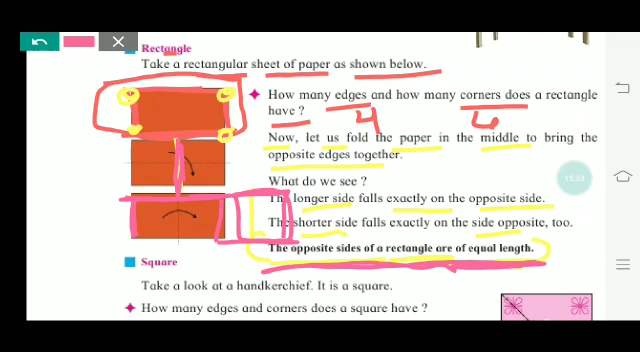 Rectangle
Take a rectangular sheet of paper as shown below.
How many edges and how many corners does a rectangle
have ?
4
Now, let us fold the paper in the middle to bring the
opposite edges together.
What do we see ?
15:33
The longer side falls exactly on the opposite side.
The shorter side falls exactly on the side opposite, too.
The opposite sides of a rectangle are of equal length.
Square
Take a look at a handkerchief. It is a square.
How many edges and corners does a square have ?